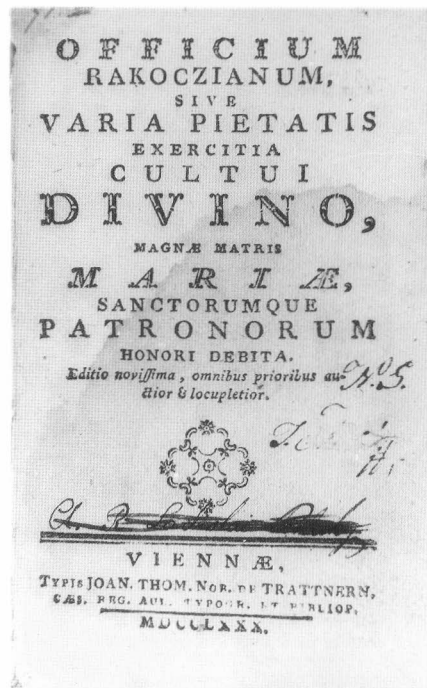 OFFICIUM
RAKOCZIANUM,
SIVE
VARIA PIETATIS
EXERCITIA
CULTUI
DIVINO,
MAGNÆ MATRIS
MARIÆ,
SANCTORUMQUE
PATRONORUM
HONORI DEBITA.
Editio noviſſima, omnibus prioribus au-
ctior & locupletior.
VIENNÆ,
TYPIS JOAN. THOM. NOB. DE TRATTNERN,
CÆS. REG. AUL. TYPOGR. ET BIBLIOP.
MDCCLXXX.